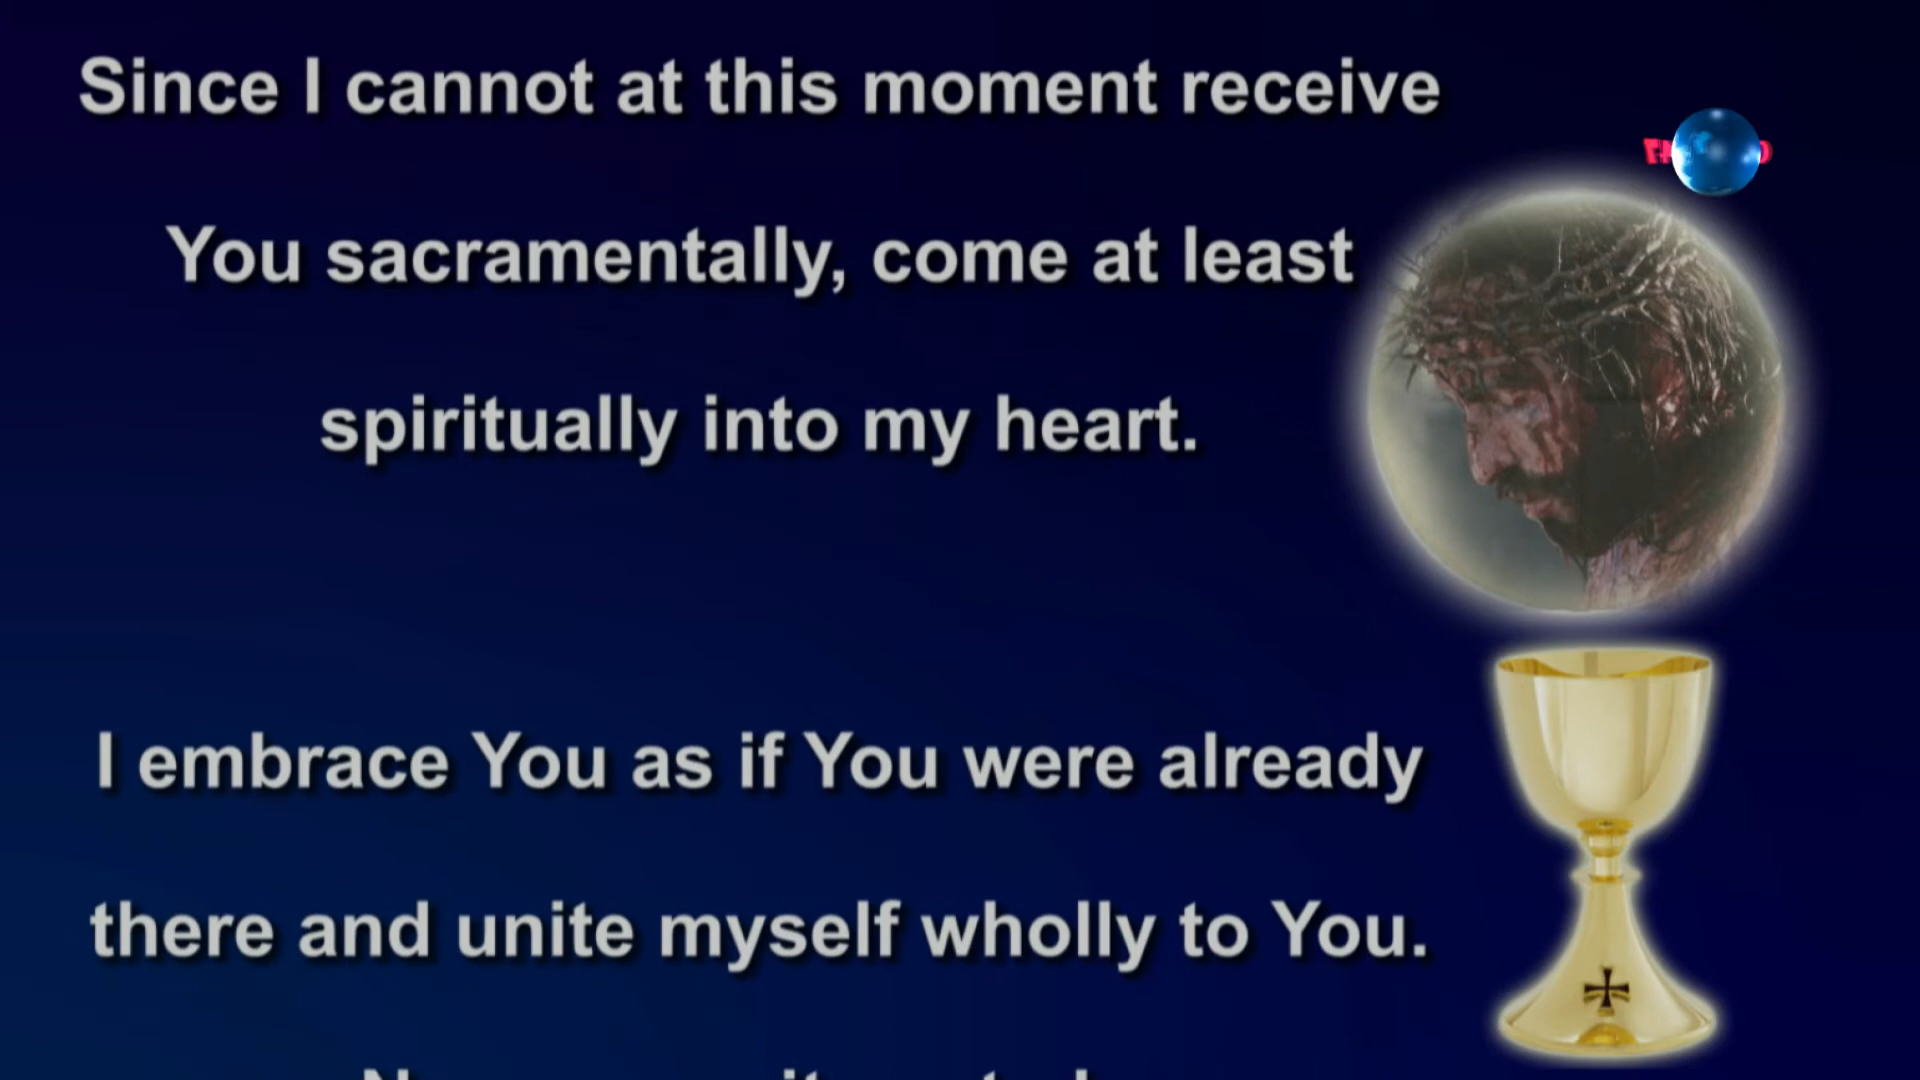 Since I cannot at this moment receive
You sacramentally, come at least
spiritually into my heart.
I embrace You as if You were already
there and unite myself wholly to You.